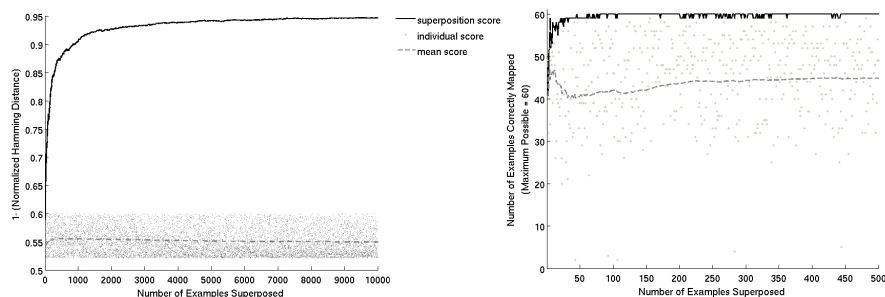 0.95
0.9
0.85
0.8
0.75
0.7
0.65
0.6
0.55
0.5
1- (Normalized Hamming Distance)
0 1000 2000 3000 4000 5000 6000 7000 8000 9000 10000
Number of Examples Superposed
superposition score
individual score
mean score
60
50
40
30
20
10
0
Number of Examples Correctly Mapped
(Maximum Possible = 60)
50 100 150 200 250 300 350 400 450 500
Number of Examples Superposed